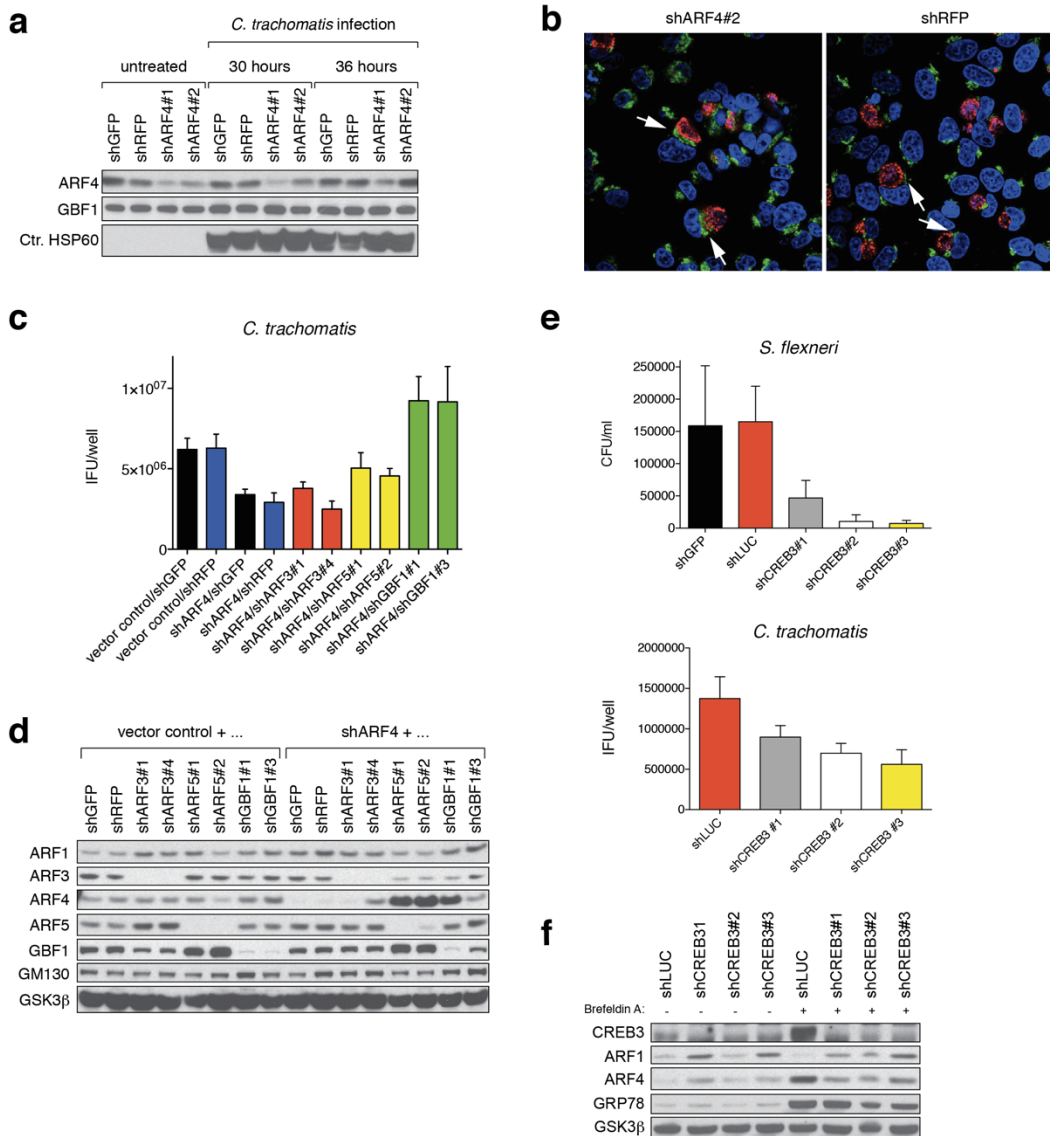 a
C. trachomatis infection
untreated 30 hours 36 hours
shGFP shRFP shARF4#1 shARF4#2 shGFP shRFP shARF4#1 shARF4#2 shGFP shRFP shARF4#1 shARF4#2
ARF4
GBF1
Ctr. HSP60
b
shARF4#2 shRFP
c
C. trachomatis
IFU/well
1×10⁰⁷
5×10⁰⁶
0
vector control/shGFP
vector control/shRFP
shARF4/shGFP
shARF4/shRFP
shARF4/shARF3#1
shARF4/shARF3#4
shARF4/shARF5#1
shARF4/shARF5#2
shARF4/shGBF1#1
shARF4/shGBF1#3
d
vector control + ... shARF4 + ...
shGFP shRFP shARF3#1 shARF3#4 shARF5#1 shARF5#2 shGBF1#1 shGBF1#3 shGFP shRFP shARF3#1 shARF3#4 shARF5#1 shARF5#2 shGBF1#1 shGBF1#3
ARF1
ARF3
ARF4
ARF5
GBF1
GM130
GSK3β
e
S. flexneri
CFU/ml
250000
200000
150000
100000
50000
0
shGFP
shLUC
shCREB3#1
shCREB3#2
shCREB3#3
C. trachomatis
IFU/well
2000000
1500000
1000000
500000
0
shLUC
shCREB3 #1
shCREB3 #2
shCREB3 #3
f
shLUC shCREB31 shCREB3#2 shCREB3#3 shLUC shCREB3#1 shCREB3#2 shCREB3#3
Brefeldin A: - - - - + + + +
CREB3
ARF1
ARF4
GRP78
GSK3β